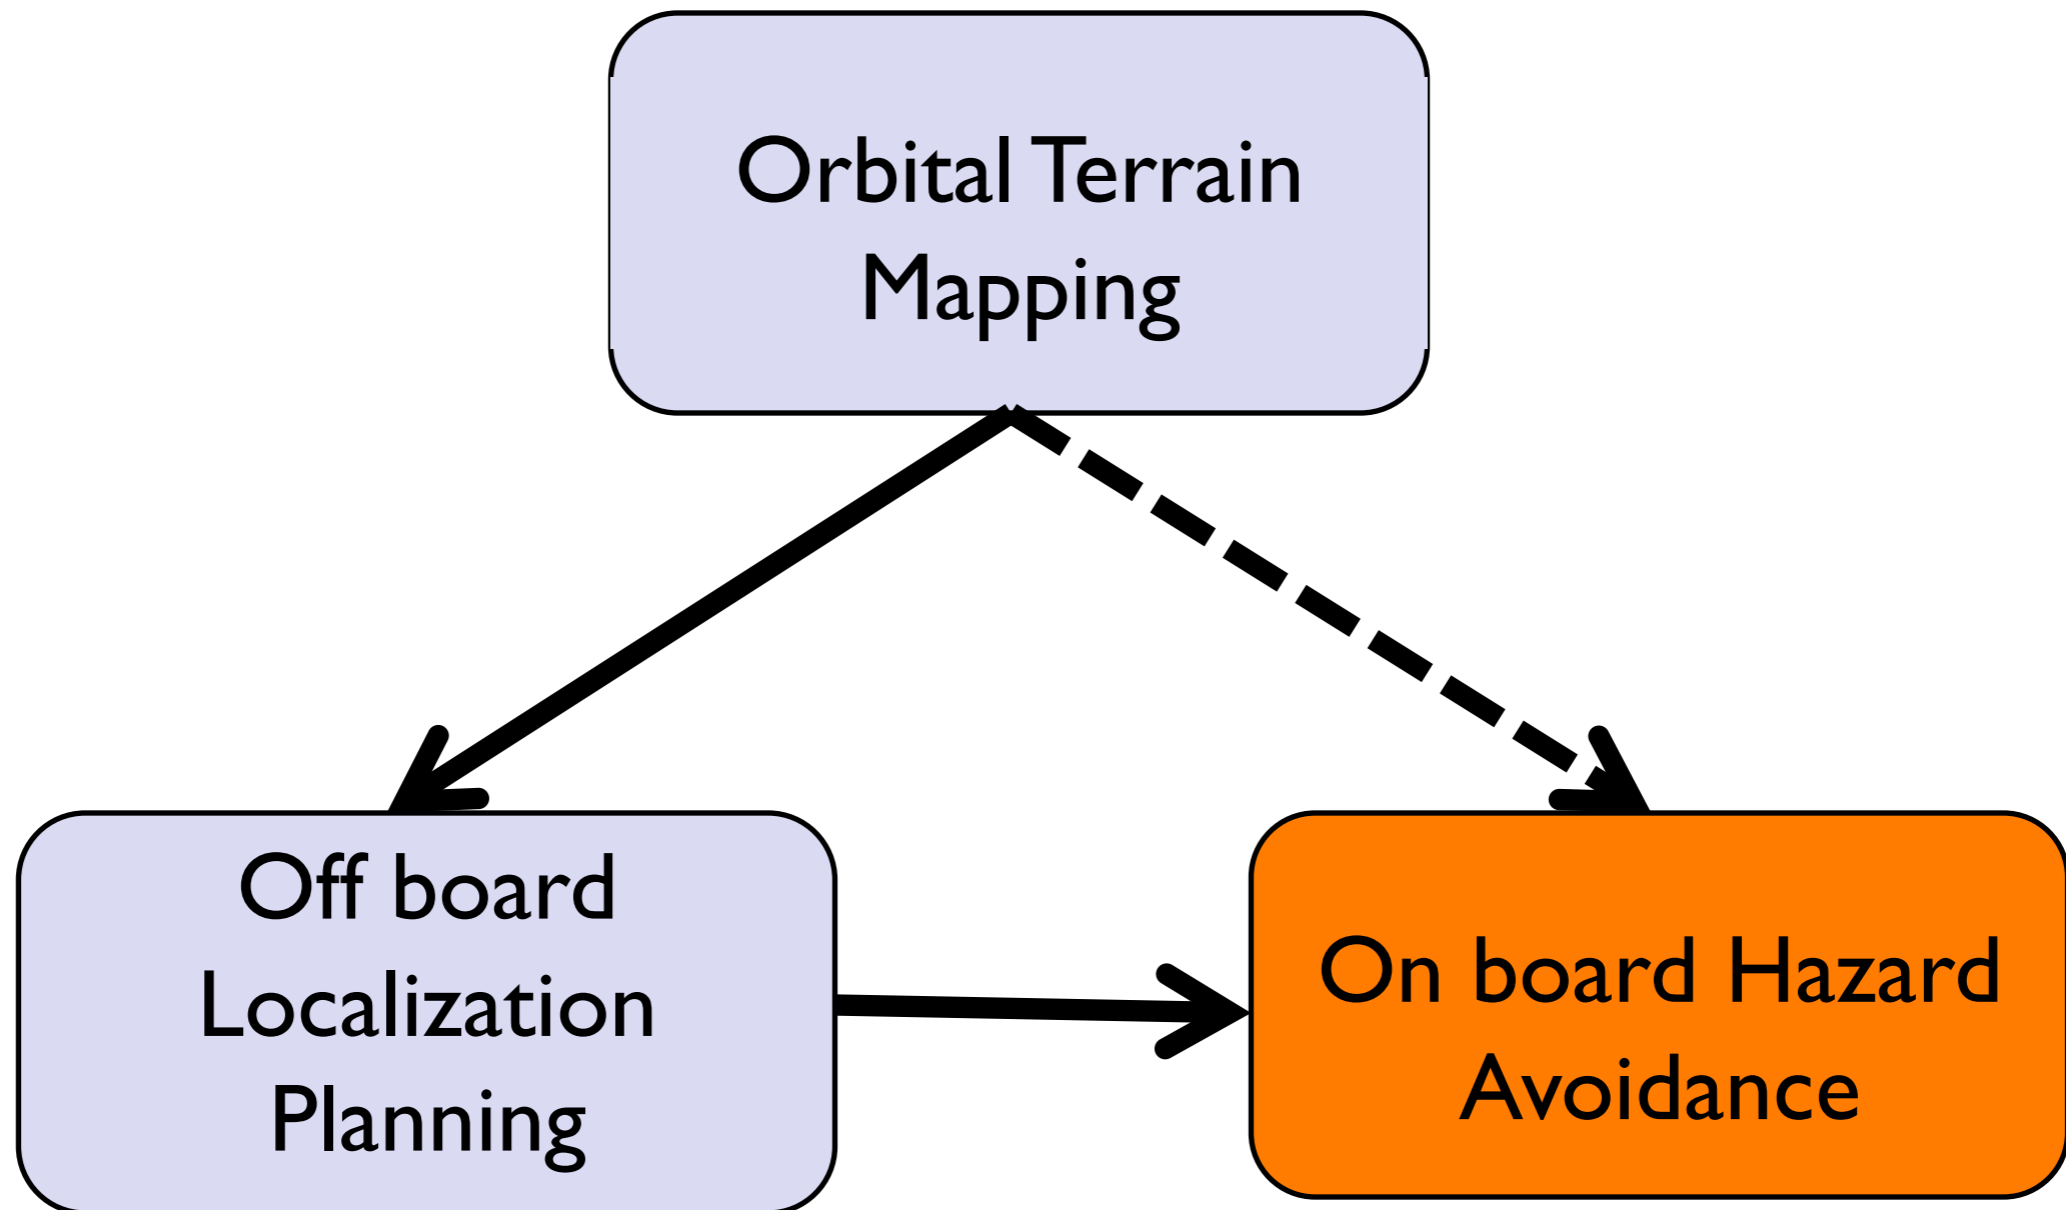 Orbital Terrain
Mapping
Off board
Localization
Planning
On board Hazard
Avoidance